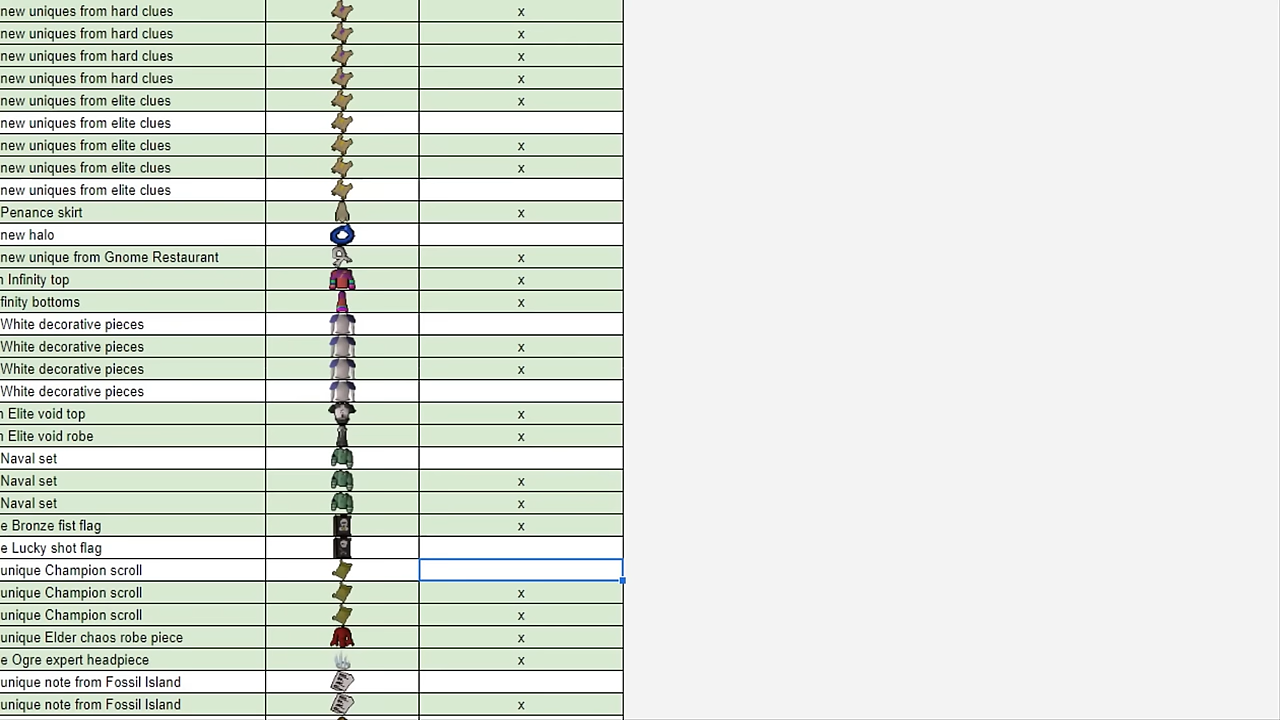 new uniques from hard clues x
new uniques from hard clues x
new uniques from hard clues x
new uniques from hard clues x
new uniques from elite clues x
new uniques from elite clues
new uniques from elite clues x
new uniques from elite clues x
new uniques from elite clues
Penance skirt x
new halo
new unique from Gnome Restaurant x
n Infinity top x
finity bottoms x
White decorative pieces
White decorative pieces x
White decorative pieces x
White decorative pieces
n Elite void top x
n Elite void robe x
Naval set
Naval set x
Naval set x
e Bronze fist flag x
e Lucky shot flag
unique Champion scroll
unique Champion scroll x
unique Champion scroll x
unique Elder chaos robe piece x
e Ogre expert headpiece x
unique note from Fossil Island
unique note from Fossil Island x